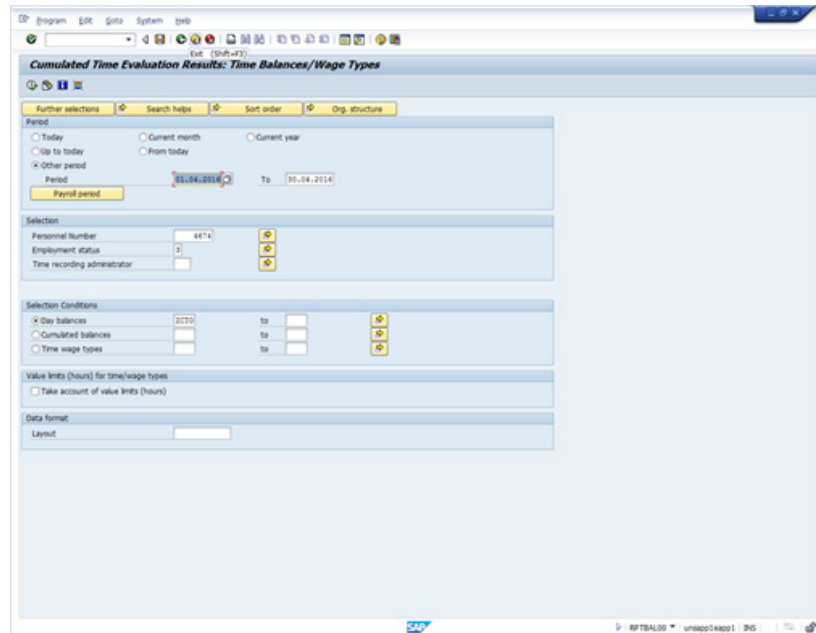 Program Edit Goto System Help
Exit (Shift+F3)
Cumulated Time Evaluation Results: Time Balances/Wage Types
Further selections Search helps Sort order Org. structure
Period
Today Current month Current year
Up to today From today
Other period
Period 01.04.2016 To 30.04.2016
Payroll period
Selection
Personnel Number 4674
Employment status 3
Time recording administrator
Selection Conditions
Day balances to
Cumulated balances to
Time wage types to
Value limits (hours) for time/wage types
Take account of value limits (hours)
Data format
Layout
SAP RPTBAL00 INS